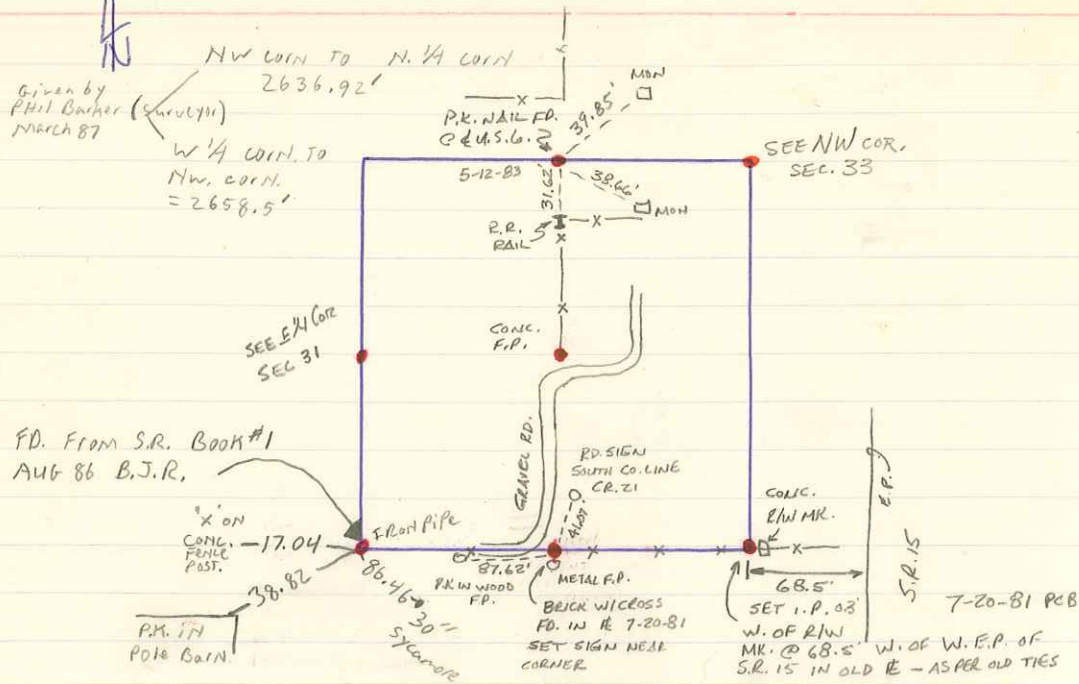 N
NW CORN TO N. 1/4 CORN
2636.92'
Given by
Phil Barker (Surveyor)
March 87
W 1/4 CORN. TO
NW. CORN.
= 2658.5'
MON
P.K. NAIL FD.
@ ℄ U.S. 6.
39.85'
5-12-83
31.62'
38.66'
MON
R.R.
RAIL
SEE NW COR.
SEC. 33
SEE E 1/4 COR
SEC 31
CONC.
F.P.
GRAVEL RD.
FD. From S.R. BOOK #1
AUG 86 B.J.R.
RD. SIGN
SOUTH CO. LINE
CR. 21
41.07'
CONC.
R/W MK.
E.P.
S.R. 15
"X" ON
CONC.
FENCE
POST.
17.04
IRON PIPE
38.82
P.K. IN
Pole Barn.
86.46
30"
Sycamore
87.62'
P.K. IN WOOD
F.P.
METAL F.P.
BRICK W/CROSS
FD. IN ℄ 7-20-81
SET SIGN NEAR
CORNER
68.5'
7-20-81 PCB
SET I.P. 0.3'
W. OF R/W
MK. @ 68.5' W. OF W.E.P. OF
S.R. 15 IN OLD ℄ - AS PER OLD TIES